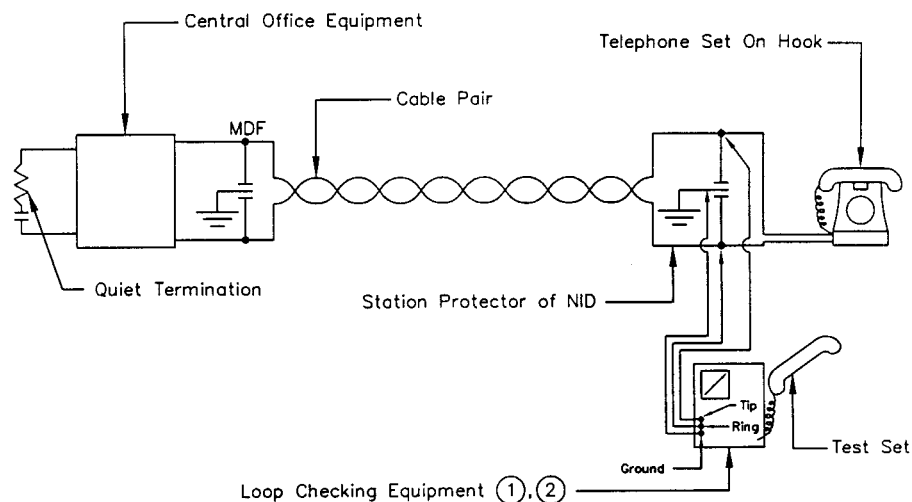 Central Office Equipment
Telephone Set On Hook
Cable Pair
MDF
Quiet Termination
Station Protector of NID
Tip
Ring
Test Set
Ground
Loop Checking Equipment 1, 2